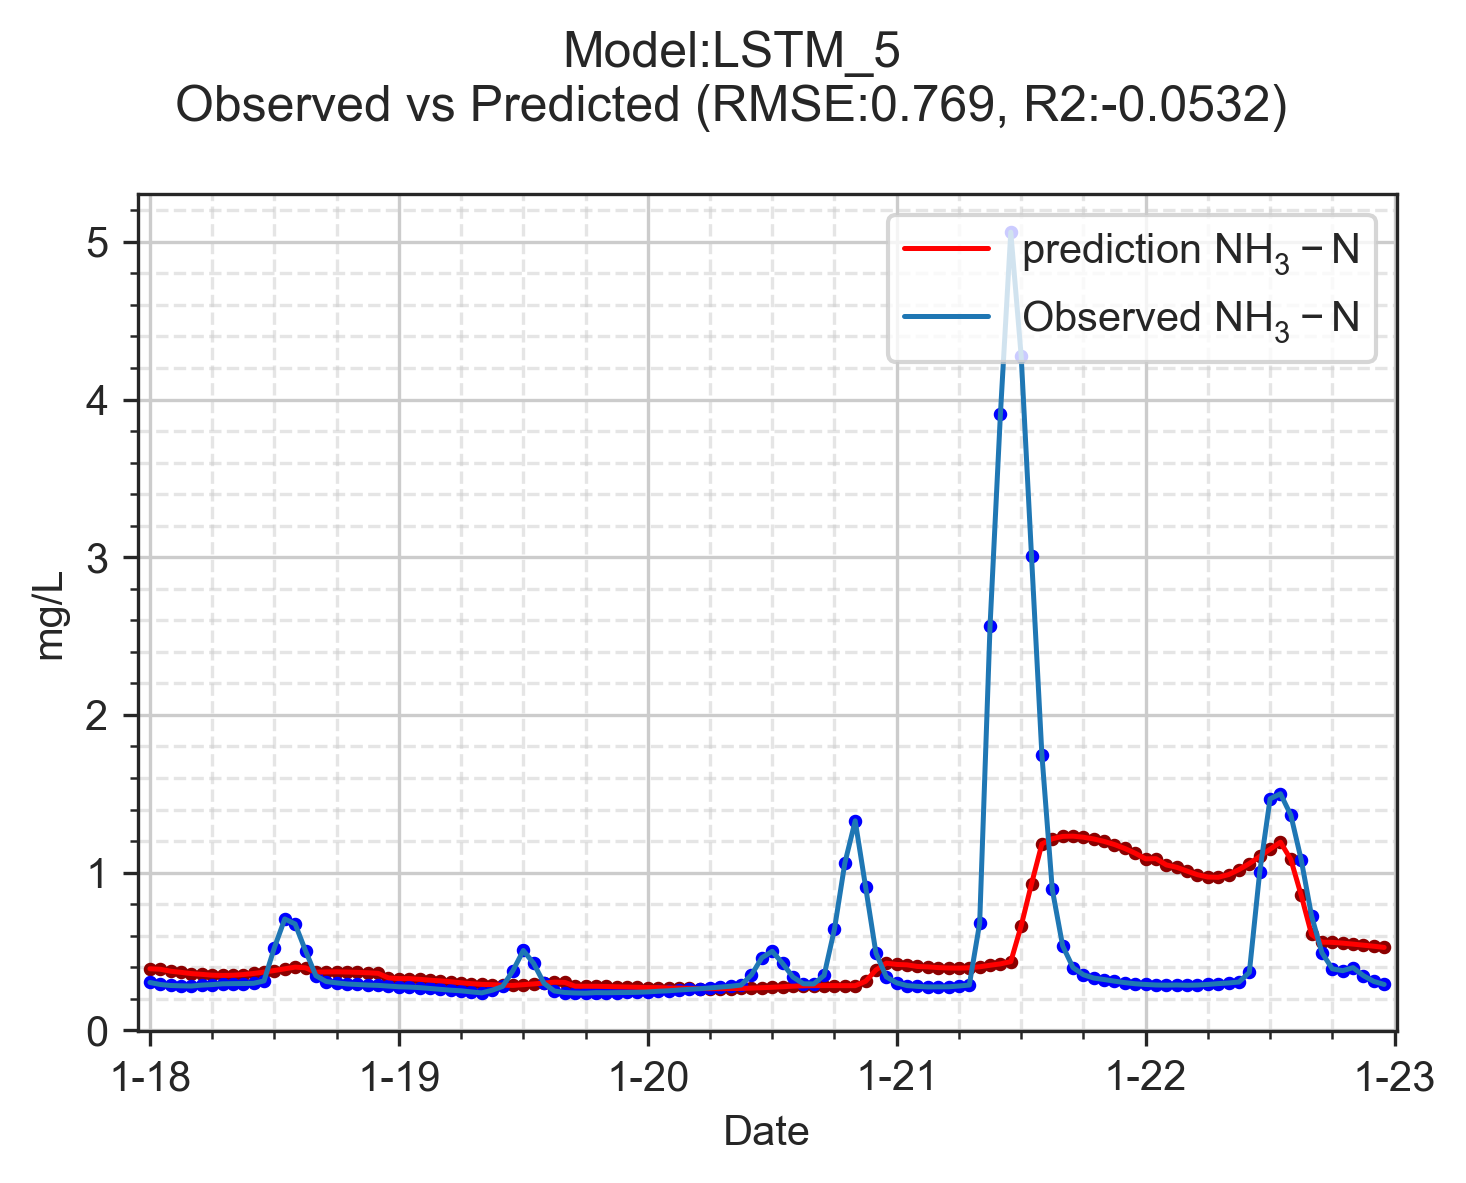 Model:LSTM_5
Observed vs Predicted (RMSE:0.769, R2:-0.0532)
prediction NH₃ − N
Observed NH₃ − N
5
4
3
2
1
0
mg/L
1-18 1-19 1-20 1-21 1-22 1-23
Date